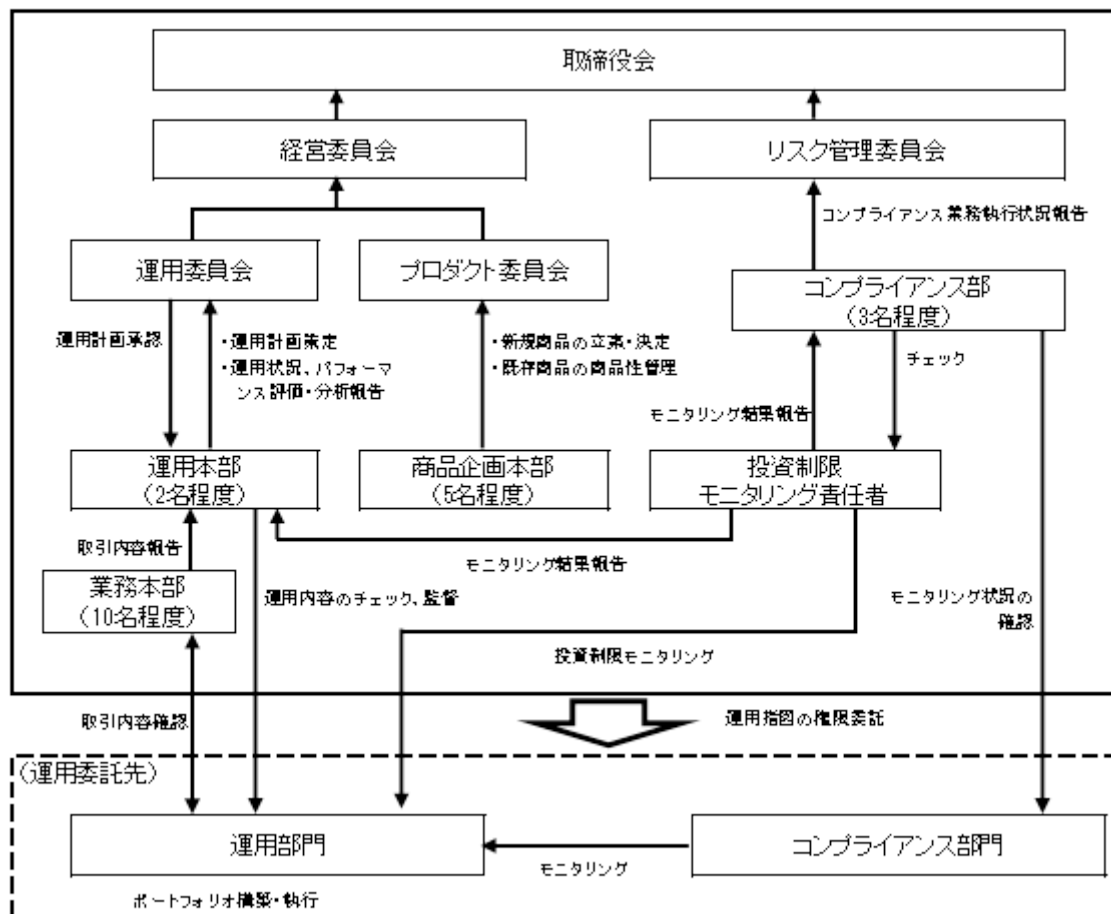 取締役会
経営委員会
リスク管理委員会
コンプライアンス業務執行状況報告
運用委員会
プロダクト委員会
コンプライアンス部
(3名程度)
運用計画承認
・運用計画策定
・運用状況、パフォーマ
ンス評価・分析報告
・新規商品の立案・決定
・既存商品の商品性管理
チェック
モニタリング結果報告
運用本部
(2名程度)
商品企画本部
(5名程度)
投資制限
モニタリング責任者
取引内容報告
モニタリング結果報告
業務本部
(10名程度)
運用内容のチェック、監督
モニタリング状況の
確認
投資制限モニタリング
取引内容確認
運用指図の権限委託
(運用委託先)
運用部門
モニタリング
コンプライアンス部門
ポートフォリオ構築・執行